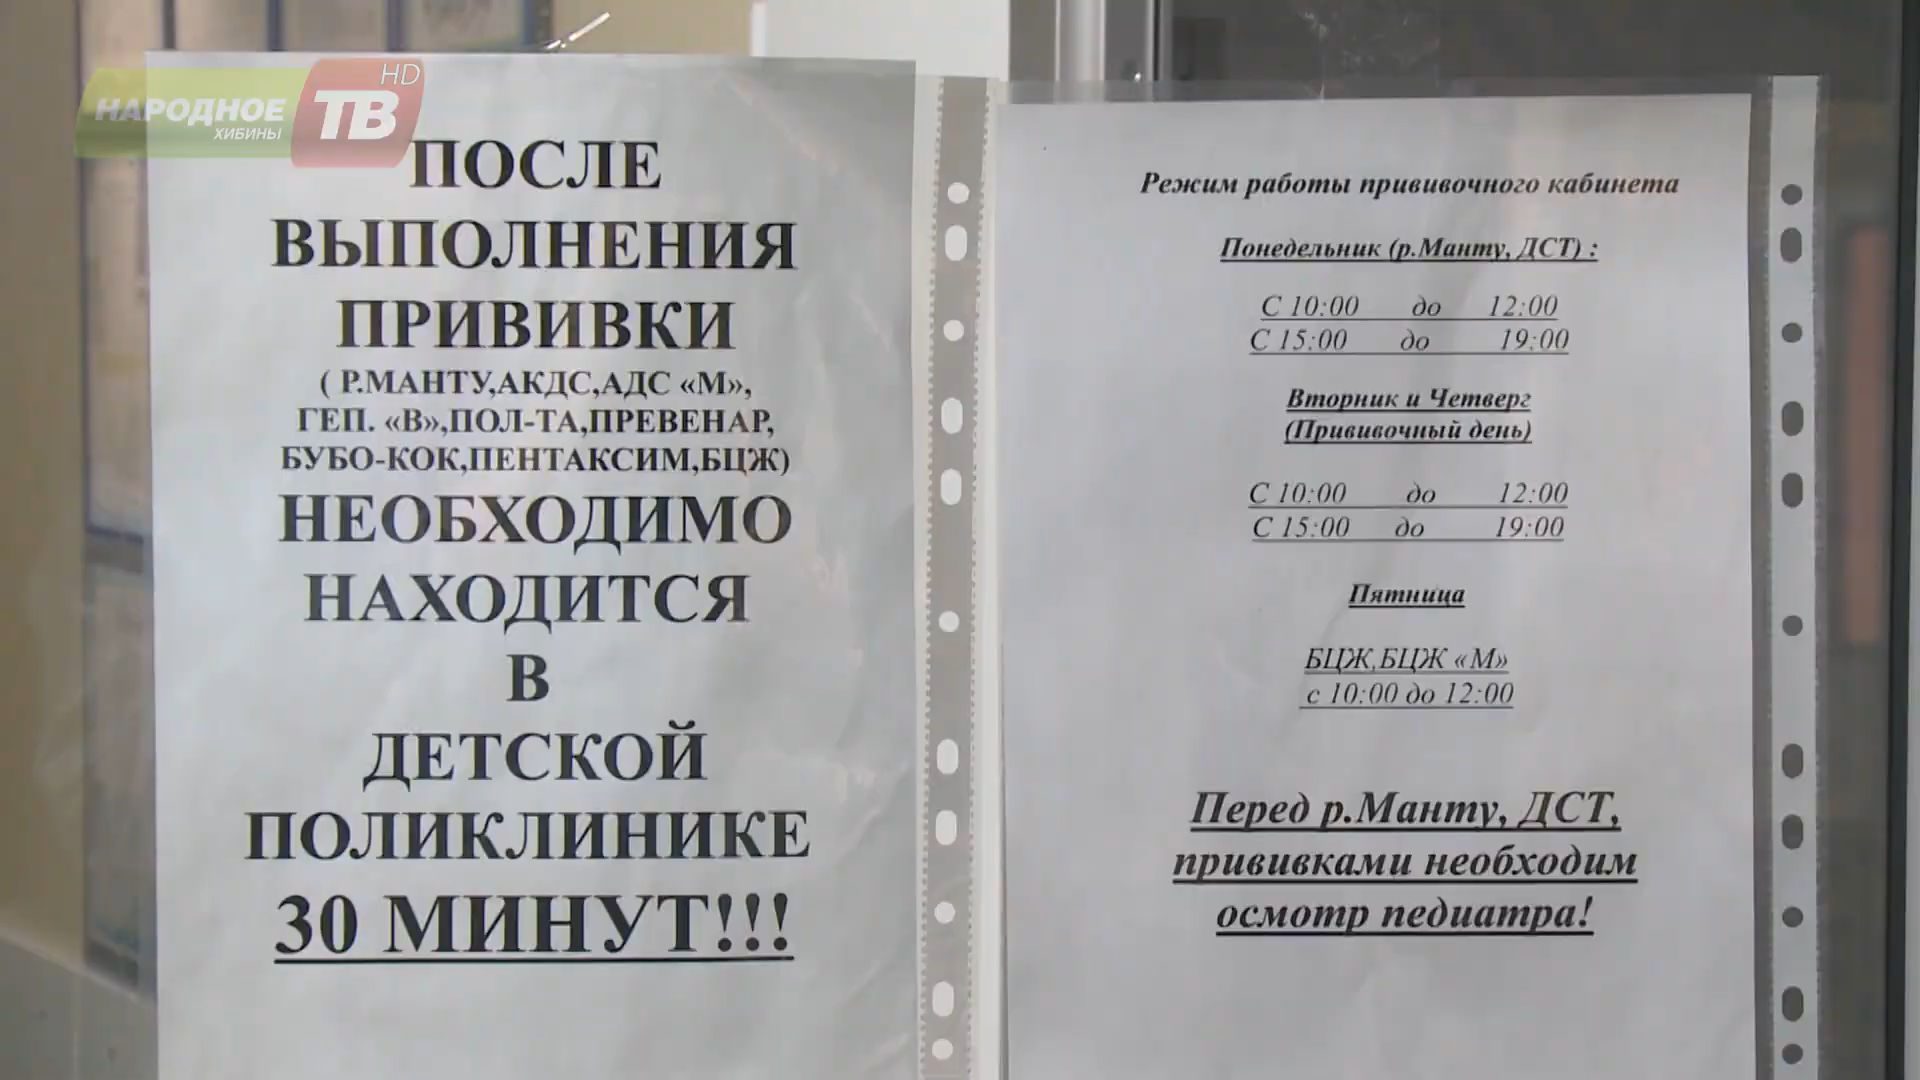 НАРОДНОЕ
ХИБИНЫ
ТВ
HD
ПОСЛЕ
ВЫПОЛНЕНИЯ
ПРИВИВКИ
( Р.МАНТУ,АКДС,АДС «М»,
ГЕП. «В»,ПОЛ-ТА,ПРЕВЕНАР,
БУБО-КОК,ПЕНТАКСИМ,БЦЖ)
НЕОБХОДИМО
НАХОДИТСЯ
В
ДЕТСКОЙ
ПОЛИКЛИНИКЕ
30 МИНУТ!!!
Режим работы прививочного кабинета
Понедельник (р.Манту, ДСТ) :
С 10:00 до 12:00
С 15:00 до 19:00
Вторник и Четверг
(Прививочный день)
С 10:00 до 12:00
С 15:00 до 19:00
Пятница
БЦЖ,БЦЖ «М»
с 10:00 до 12:00
Перед р.Манту, ДСТ,
прививками необходим
осмотр педиатра!